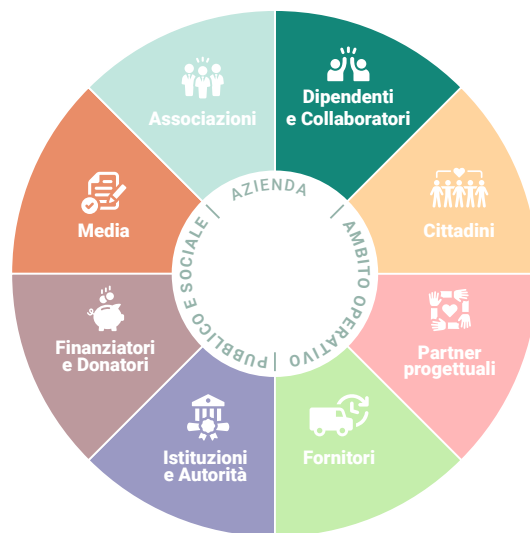 Associazioni
Dipendenti
e Collaboratori
Media
Cittadini
Finanziatori
e Donatori
Partner
progettuali
Istituzioni
e Autorità
Fornitori
AZIENDA
| AMBITO OPERATIVO
| PUBBLICO E SOCIALE |